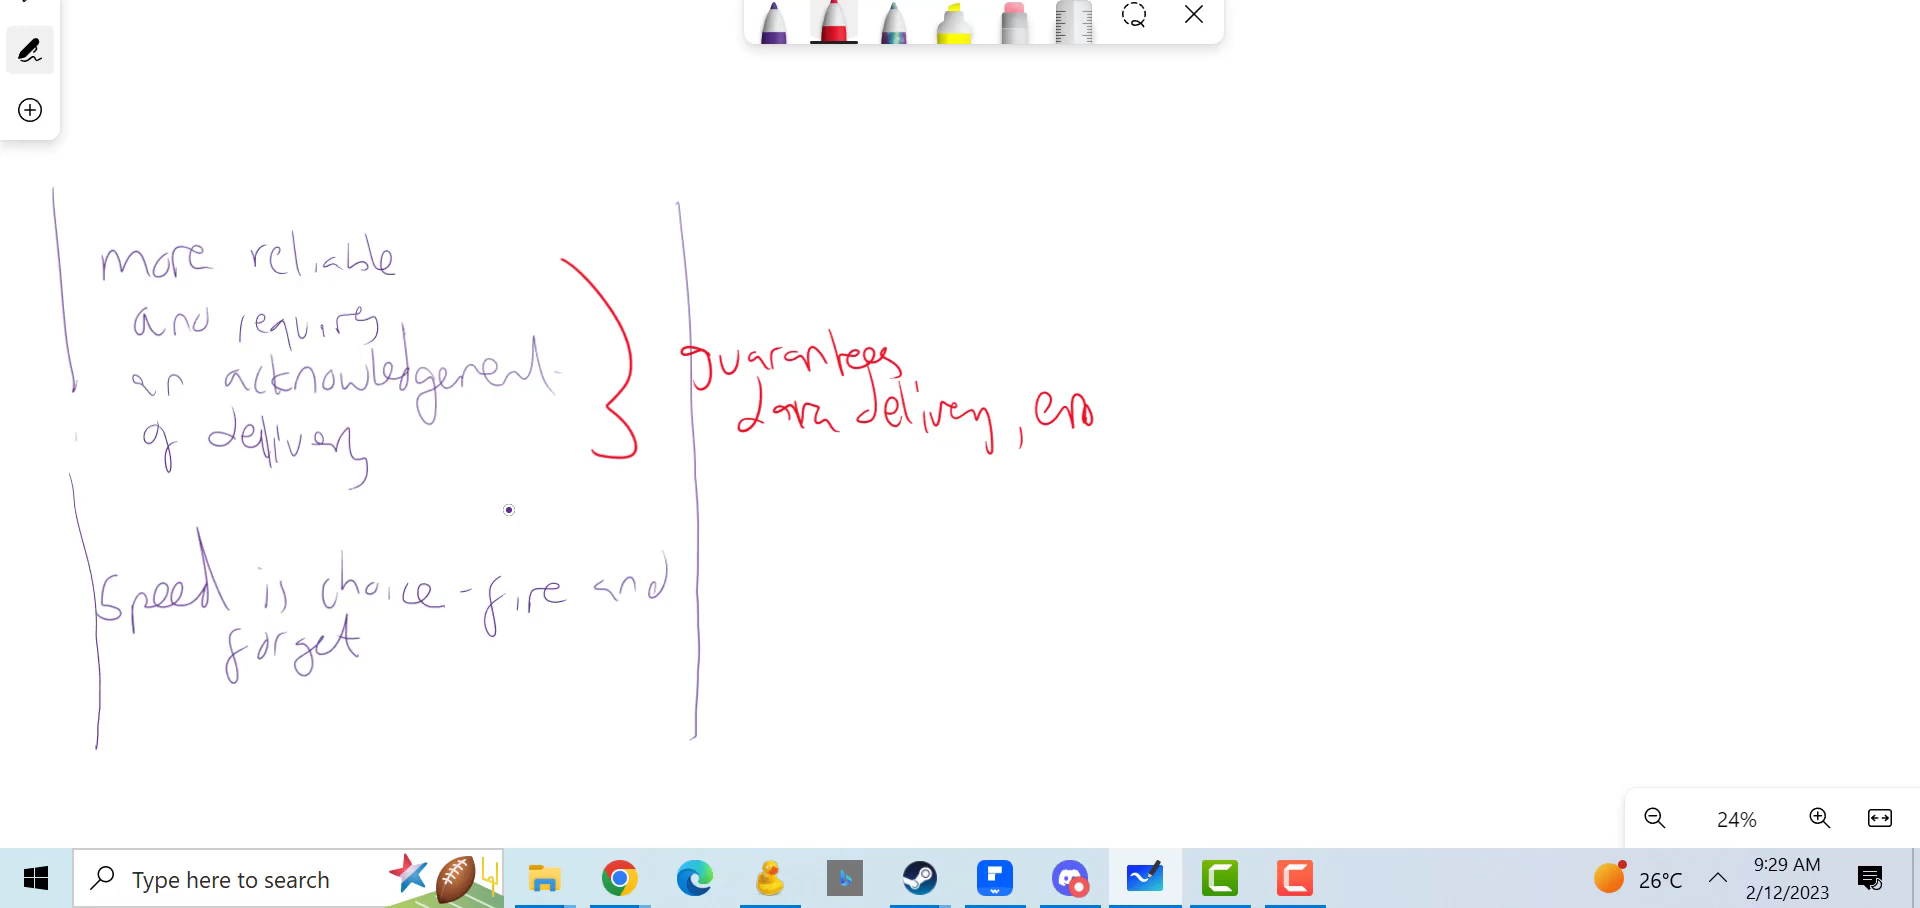 more reliable
and requires
an acknowledgement
of delivery
guarantees
data delivery, erro
Speed is choice - fire and
forget
24%
Type here to search
26°C
9:29 AM
2/12/2023